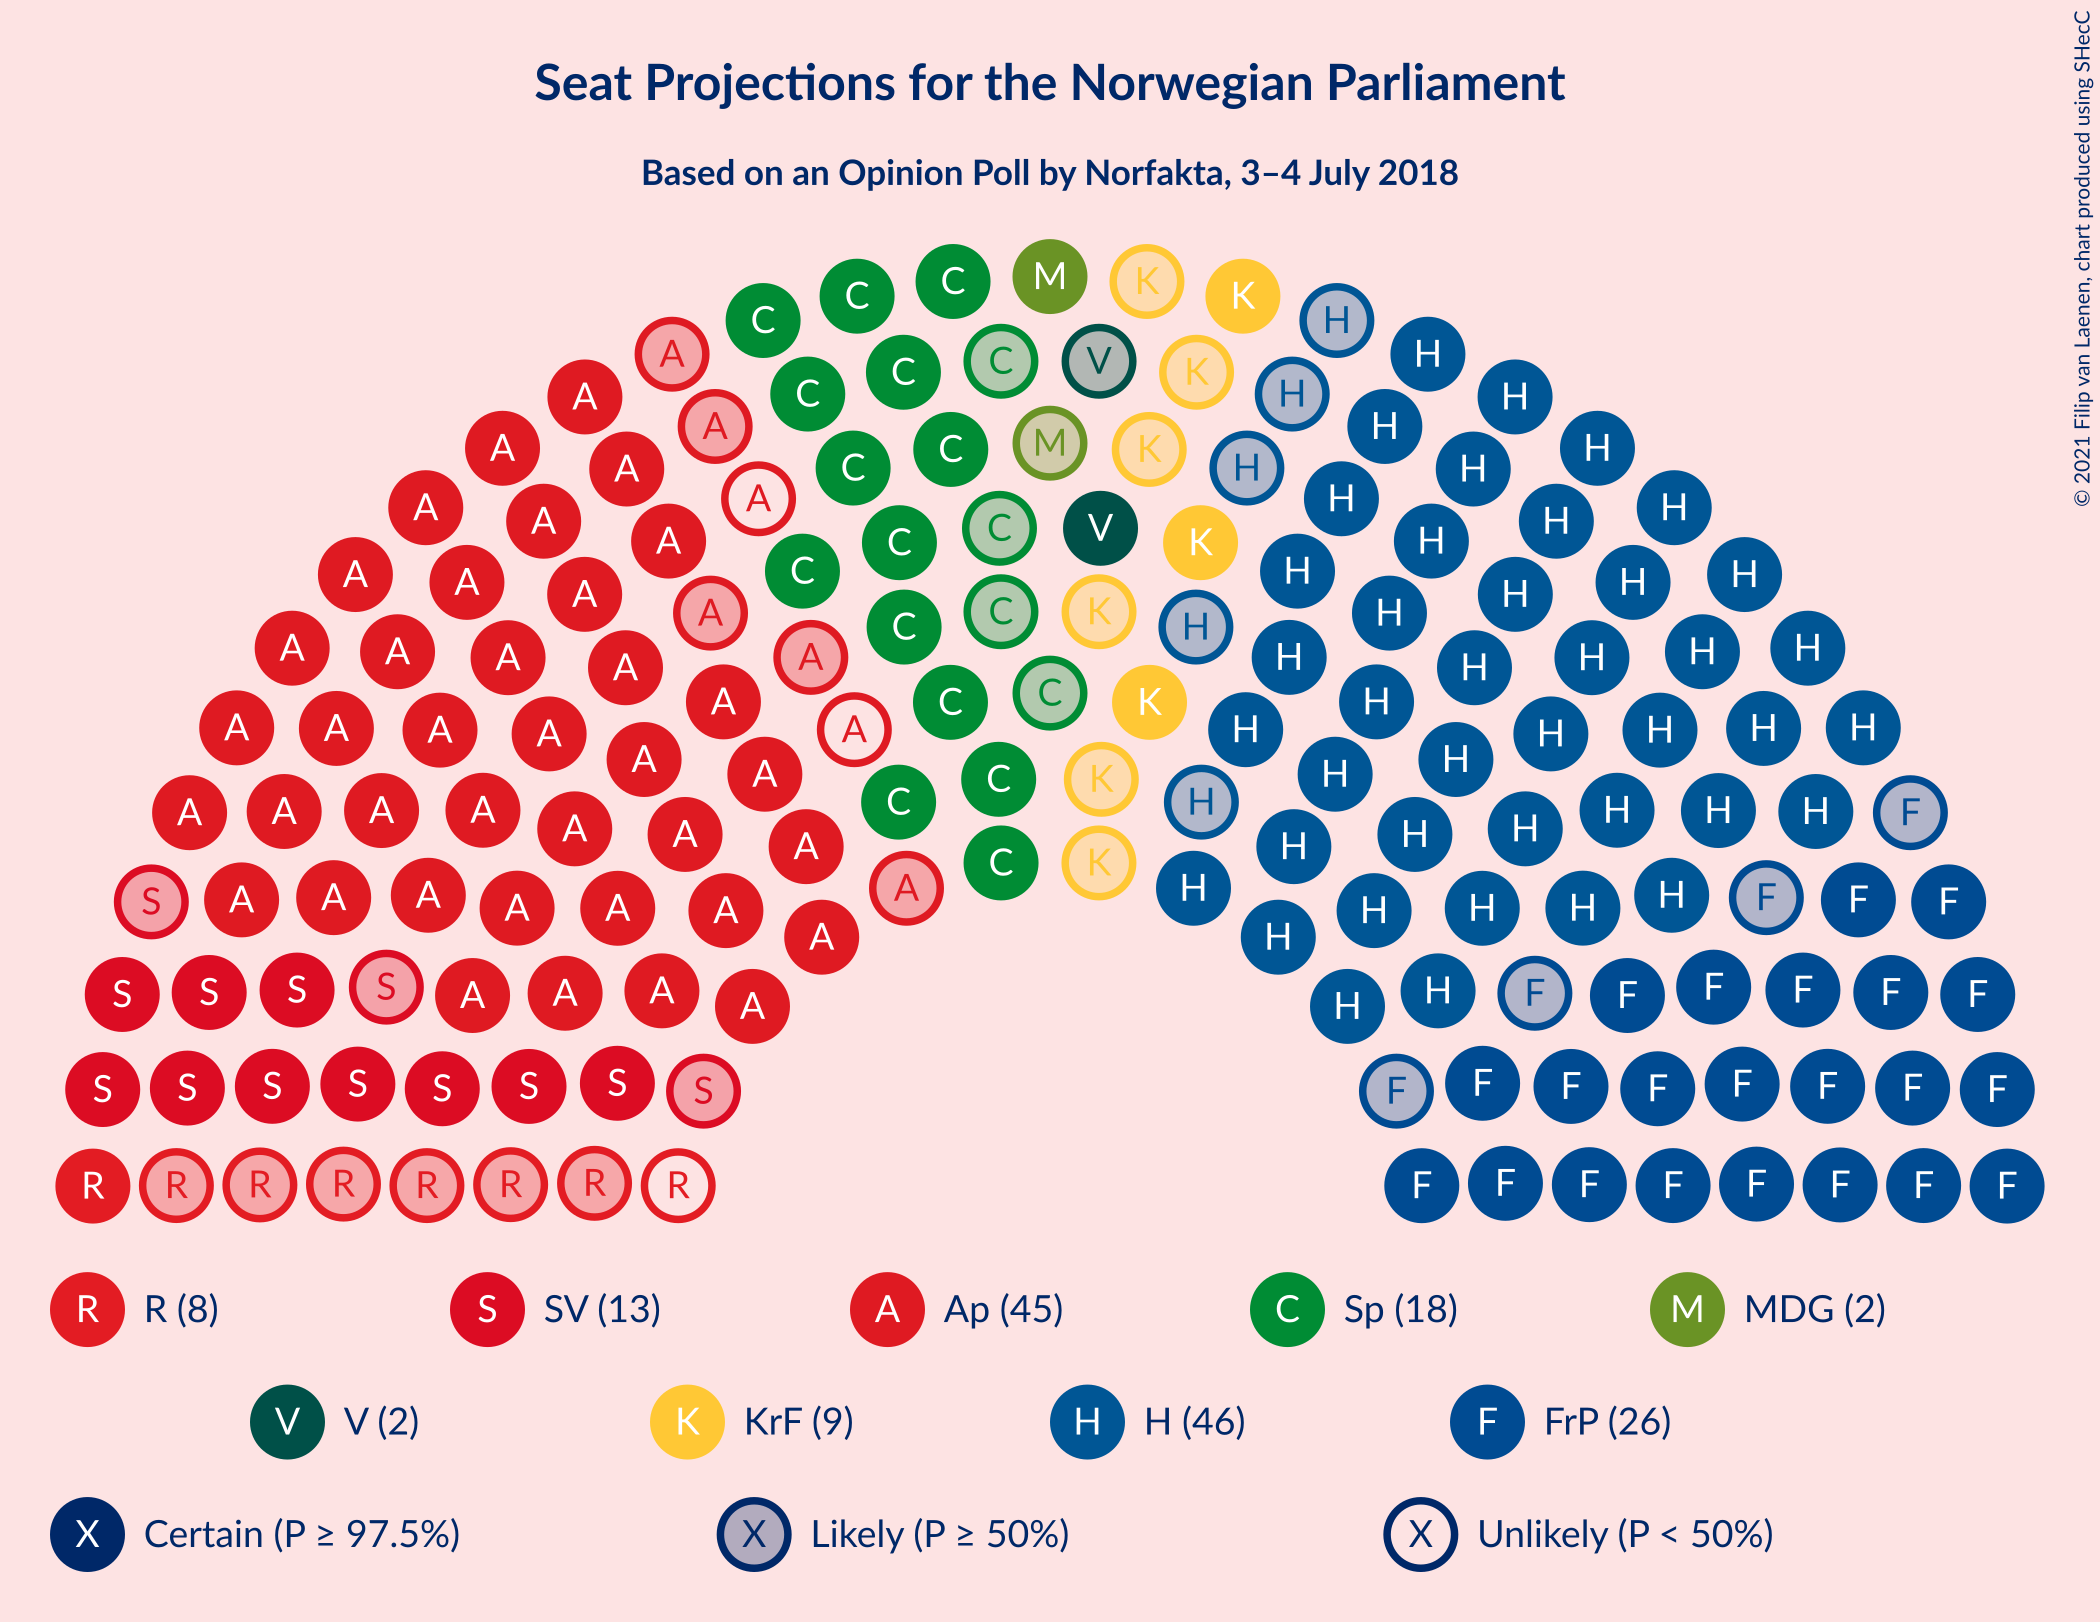 Seat Projections for the Norwegian Parliament
Based on an Opinion Poll by Norfakta, 3–4 July 2018
© 2021 Filip van Laenen, chart produced using SHecC
M
C K
C K
C H
C V
A H
C K
A H
C H
A H
C K
M
A H
C H
A H
A H
A H
C K
C H
A H
A H
C V
A H
A H
C K
A H
C H
A H
A H
A H
C K
A H
C H
A H
A H
A H
A H
C
C K
A H
A H
A H
A H
A H
A H
A H
A H
C K
C H
A H
A H
A H
A H
A H
A F
A H
A H
C K
A H
A H
A F
A F
A H
S F
A H
A H
A H
A H
S F
S F
S F
A H
A F
A F
S F
A H
S F
S F
S F
S F
S F
S F
S F
S F
R R R R R R R R F F F F F F F F
R R (8) S SV (13) A Ap (45) C Sp (18) M MDG (2)
V V (2) K KrF (9) H H (46) F FrP (26)
X Certain (P ≥ 97.5%) X Likely (P ≥ 50%) X Unlikely (P < 50%)